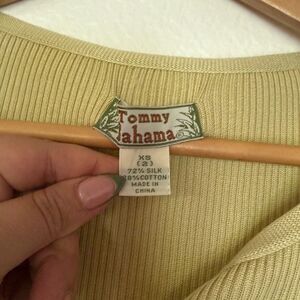 Tommy
Bahama
XS
(2)
72% SILK
28% COTTON
MADE IN
CHINA